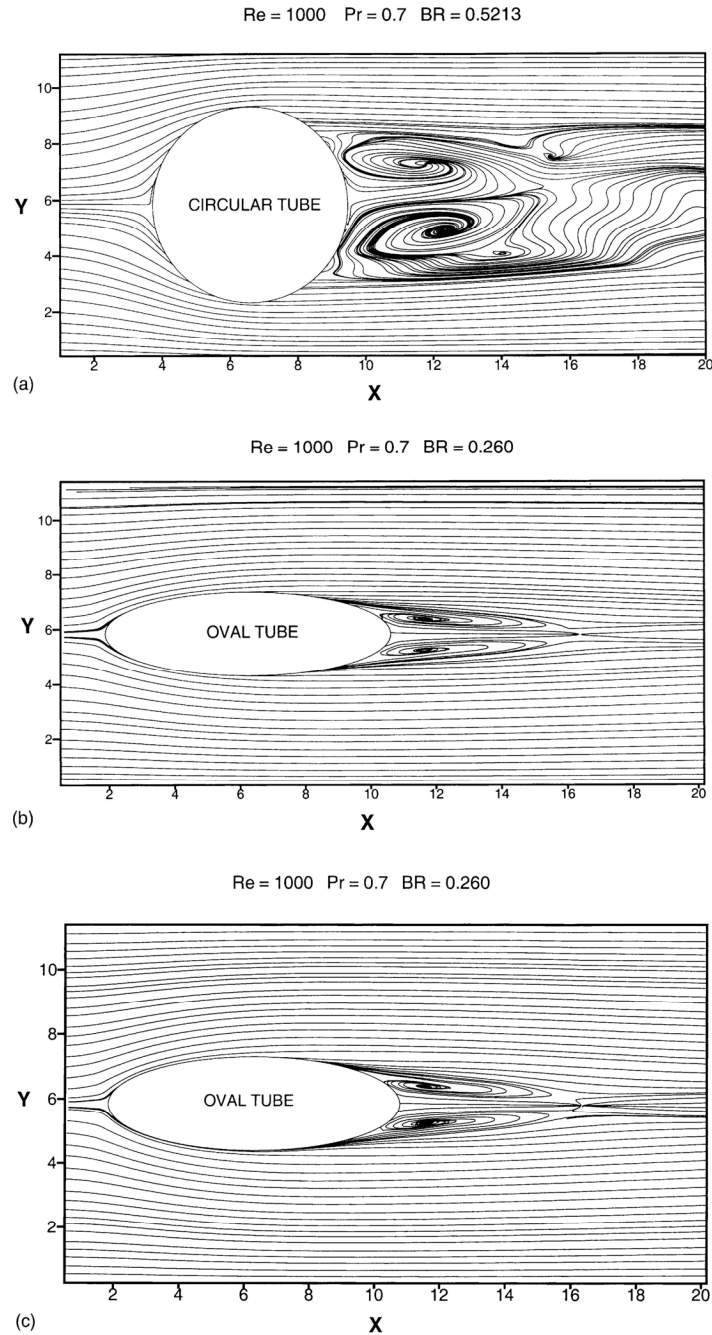 Re = 1000 Pr = 0.7 BR = 0.5213
10
8
Y
6
4
2
CIRCULAR TUBE
2 4 6 8 10 12 14 16 18 20
(a)
X
Re = 1000 Pr = 0.7 BR = 0.260
10
8
Y
6
4
2
OVAL TUBE
2 4 6 8 10 12 14 16 18 20
(b)
X
Re = 1000 Pr = 0.7 BR = 0.260
10
8
Y
6
4
2
OVAL TUBE
2 4 6 8 10 12 14 16 18 20
(c)
X